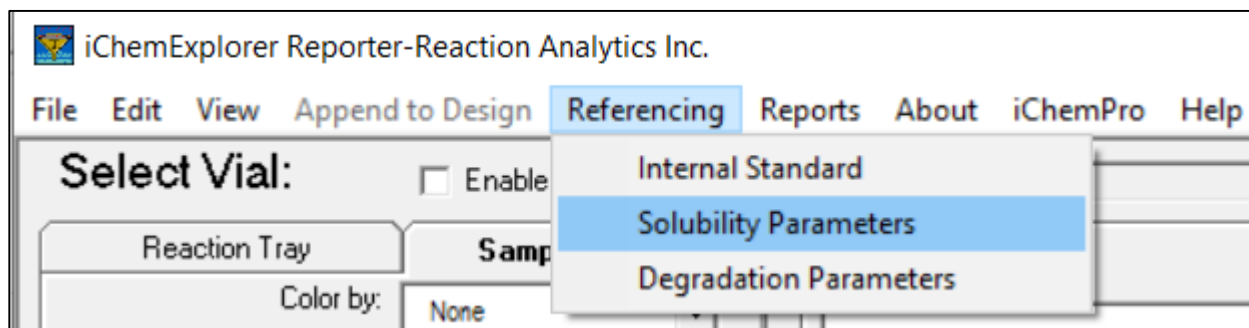 iChemExplorer Reporter-Reaction Analytics Inc.
File Edit View Append to Design Referencing Reports About iChemPro Help
Select Vial:
Enable
Internal Standard
Solubility Parameters
Degradation Parameters
Reaction Tray
Samp
Color by:
None